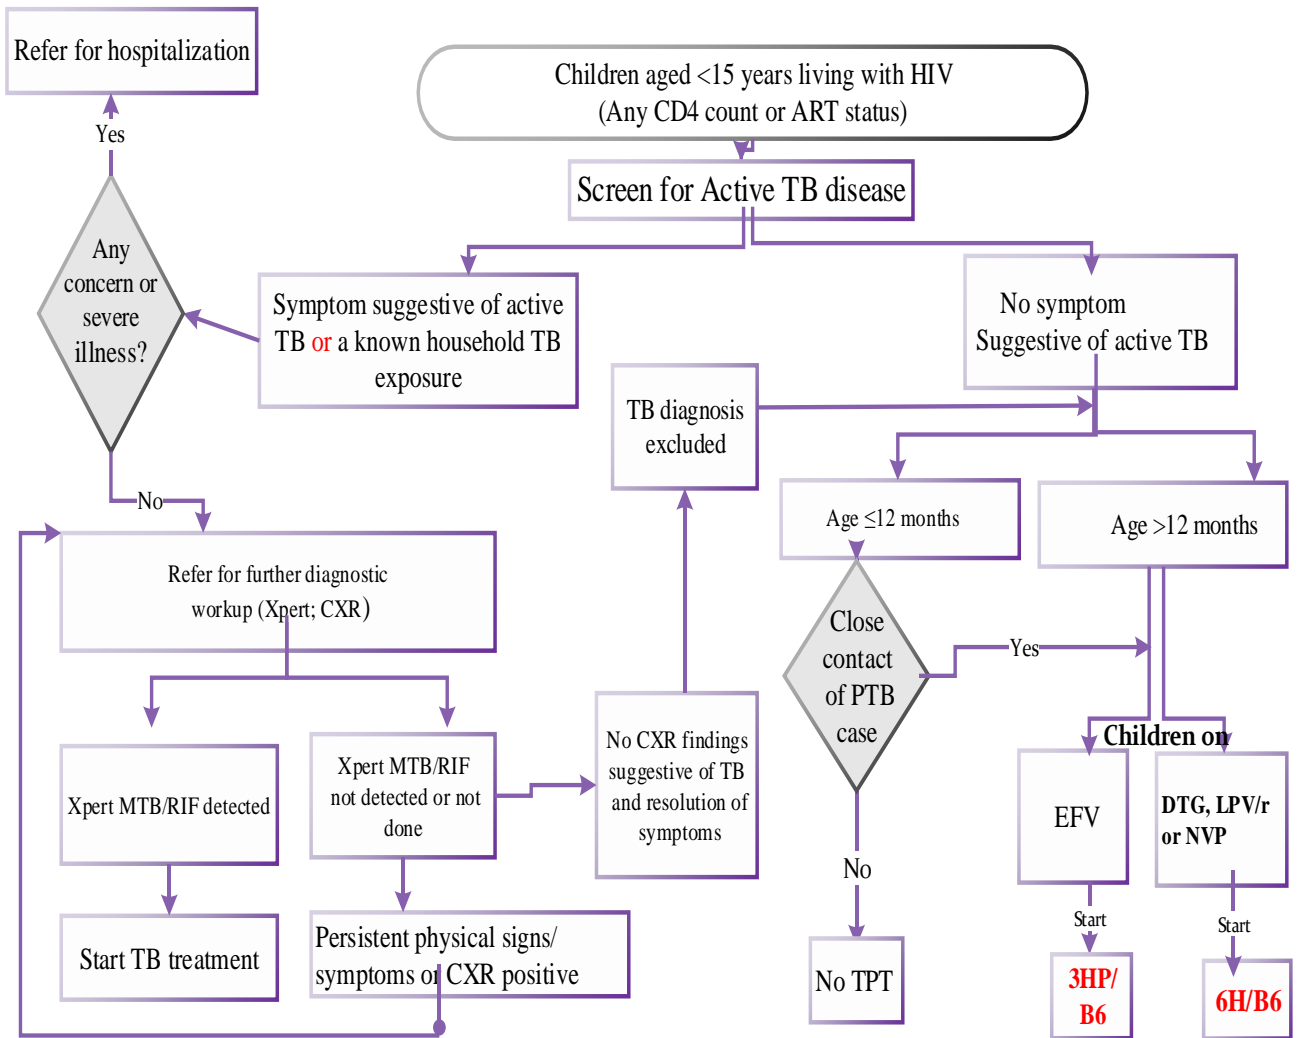 Refer for hospitalization
Children aged <15 years living with HIV
(Any CD4 count or ART status)
Yes
Screen for Active TB disease
Any
concern or
severe
illness?
Symptom suggestive of active
TB or a known household TB
exposure
No symptom
Suggestive of active TB
TB diagnosis
excluded
No
Age ≤12 months
Age >12 months
Refer for further diagnostic
workup (Xpert; CXR)
Close
contact
of PTB
case
Yes
Children on
Xpert MTB/RIF detected
Xpert MTB/RIF
not detected or not
done
No CXR findings
suggestive of TB
and resolution of
symptoms
EFV
DTG, LPV/r
or NVP
No
Start
Start
Start TB treatment
Persistent physical signs/
symptoms or CXR positive
No TPT
3HP/
B6
6H/B6